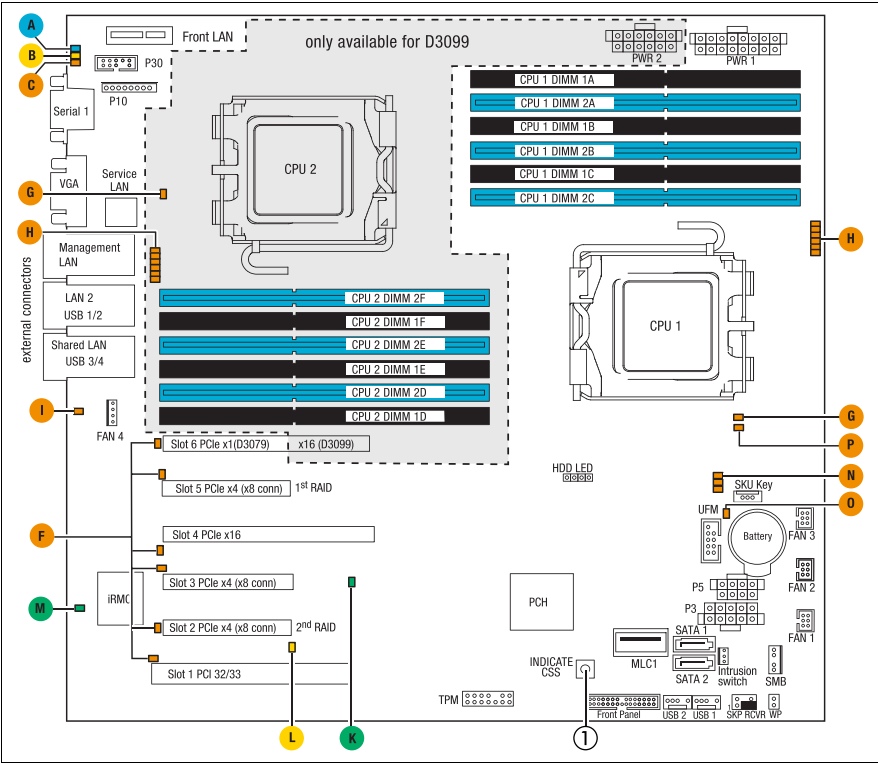 A
B
C
Front LAN
P30
P10
only available for D3099
PWR 2
PWR 1
Serial 1
VGA
Service
LAN
G
H
CPU 2
CPU 1 DIMM 1A
CPU 1 DIMM 2A
CPU 1 DIMM 1B
CPU 1 DIMM 2B
CPU 1 DIMM 1C
CPU 1 DIMM 2C
H
external connectors
Management
LAN
LAN 2
USB 1/2
Shared LAN
USB 3/4
CPU 2 DIMM 2F
CPU 2 DIMM 1F
CPU 2 DIMM 2E
CPU 2 DIMM 1E
CPU 2 DIMM 2D
CPU 2 DIMM 1D
CPU 1
I
FAN 4
G
P
N
O
Slot 6 PCIe x1(D3079)
x16 (D3099)
Slot 5 PCIe x4 (x8 conn)
1st RAID
HDD LED
SKU Key
UFM
Battery
FAN 3
F
Slot 4 PCIe x16
Slot 3 PCIe x4 (x8 conn)
iRMC
M
K
PCH
P5
FAN 2
P3
Slot 2 PCIe x4 (x8 conn)
2nd RAID
SATA 1
FAN 1
Slot 1 PCI 32/33
INDICATE
CSS
MLC1
SATA 2
Intrusion
switch
SMB
TPM
Front Panel
USB 2
USB 1
1
SKP RCVR
WP
L
K
1